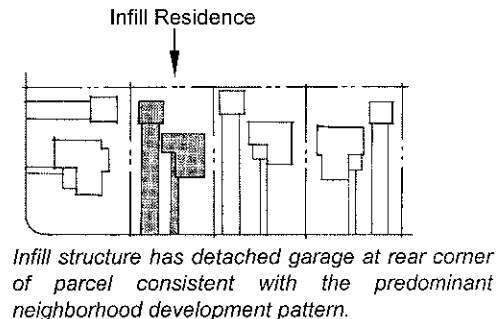 Infill Residence
Infill structure has detached garage at rear corner
of parcel consistent with the predominant
neighborhood development pattern.